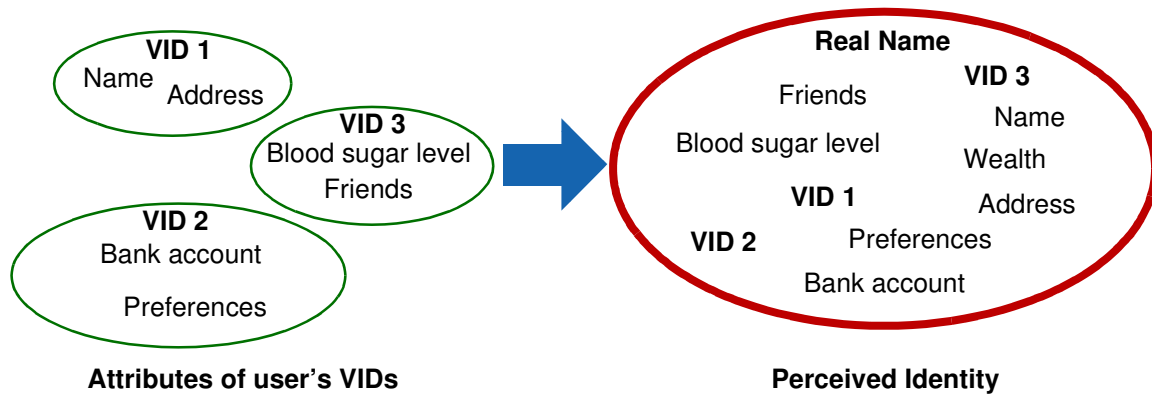 VID 1
Name
Address
VID 3
Blood sugar level
Friends
VID 2
Bank account
Preferences
Attributes of user's VIDs
Real Name
VID 3
Friends
Name
Blood sugar level
Wealth
VID 1
Address
VID 2
Preferences
Bank account
Perceived Identity